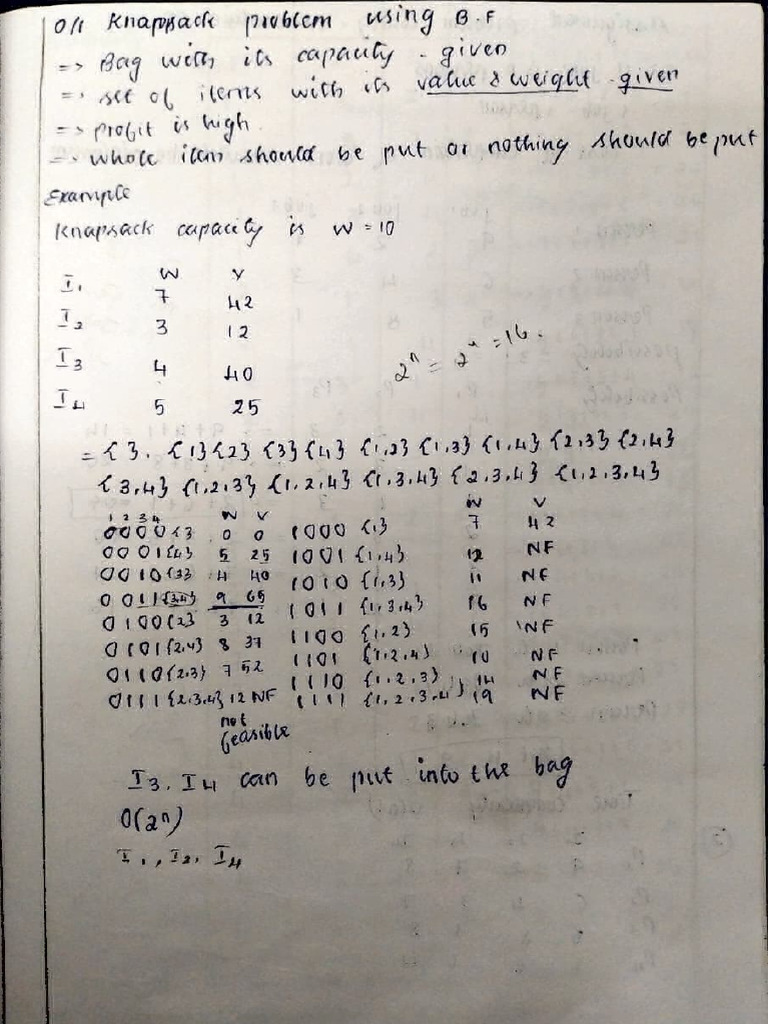 0/1 Knapsack problem using B.F
=> Bag with its capacity . given
=> set of items with its value & weight given
=> profit is high
=> whole item should be put or nothing should be put
Example
Knapsack capacity is W = 10
W V
I1 7 42
I2 3 12
I3 4 40
I4 5 25
2^n = 2^4 = 16.
= { }. {1} {2} {3} {4} {1,2} {1,3} {1,4} {2,3} {2,4}
{3,4} {1,2,3} {1,2,4} {1,3,4} {2,3,4} {1,2,3,4}
1 2 3 4 W V W V
0000 { } 0 0 1000 {1} 7 42
0001 {4} 5 25 1001 {1,4} 12 NF
0010 {3} 4 40 1010 {1,3} 11 NF
0011 {3,4} 9 65 1011 {1,3,4} 16 NF
0100 {2} 3 12 1100 {1,2} 15 NF
0101 {2,4} 8 37 1101 {1,2,4} 10 NF
0110 {2,3} 7 52 1110 {1,2,3} 14 NF
0111 {2,3,4} 12 NF 1111 {1,2,3,4} 19 NF
not
feasible
I3, I4 can be put into the bag
O(2^n)
I1, I2, I4